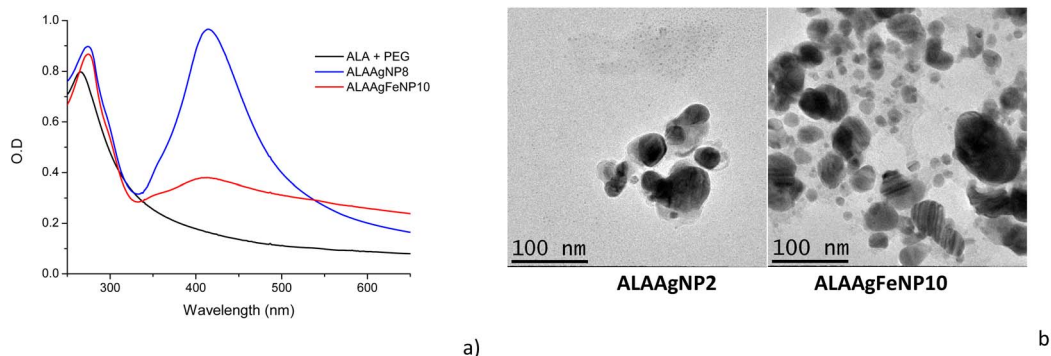 1.0
0.8
0.6
0.4
0.2
0.0
O.D
300 400 500 600
Wavelength (nm)
ALA + PEG
ALAAgNP8
ALAAgFeNP10
a)
100 nm
ALAAgNP2
100 nm
ALAAgFeNP10
b